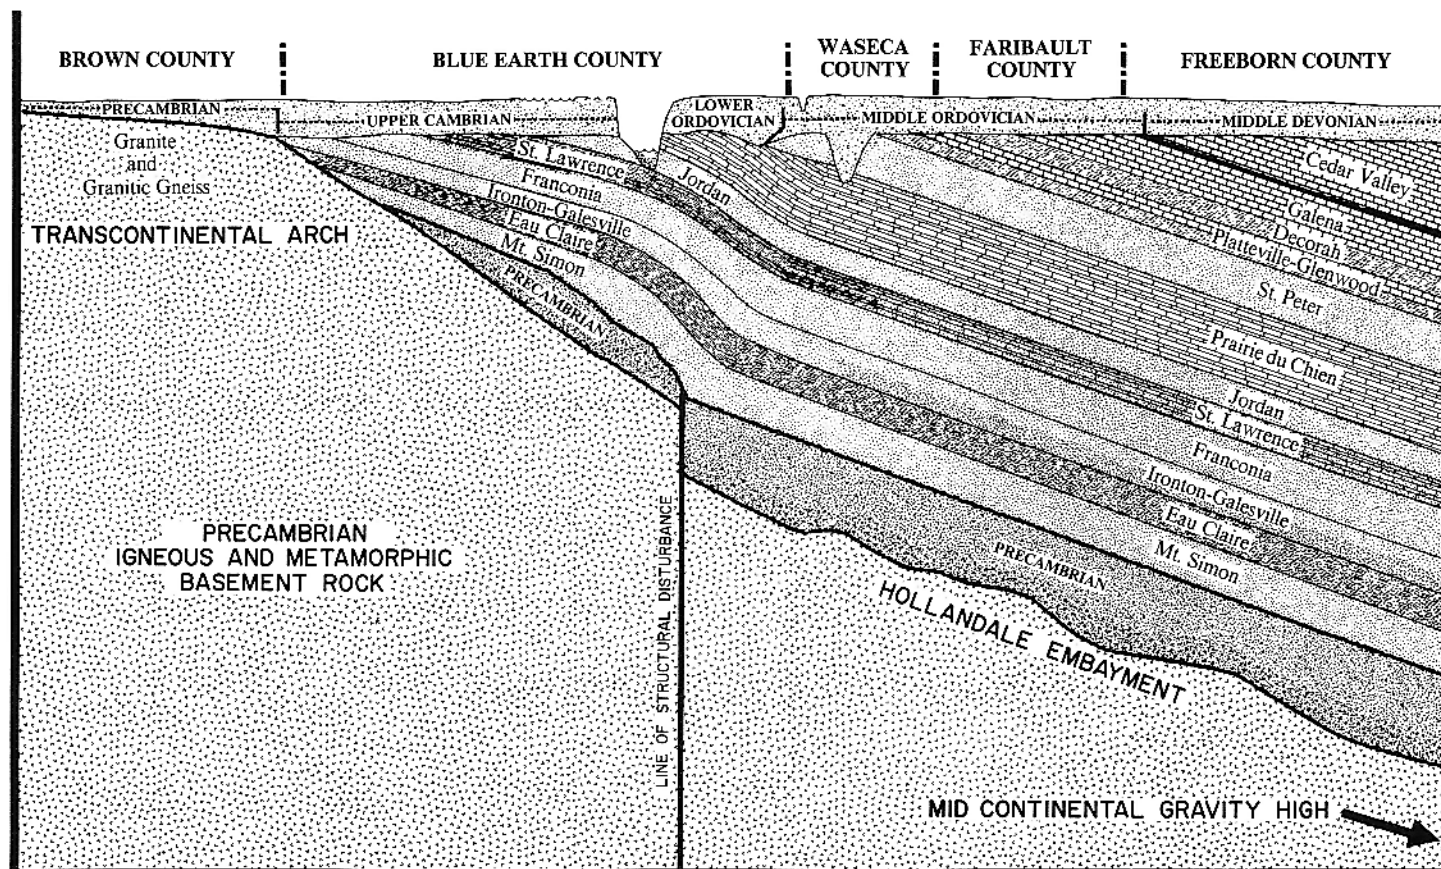 BROWN COUNTY
BLUE EARTH COUNTY
WASECA
COUNTY
FARIBAULT
COUNTY
FREEBORN COUNTY
PRECAMBRIAN
UPPER CAMBRIAN
LOWER
ORDOVICIAN
MIDDLE ORDOVICIAN
MIDDLE DEVONIAN
Granite
and
Granitic Gneiss
TRANSCONTINENTAL ARCH
St. Lawrence
Franconia
Ironton-Galesville
Eau Claire
Mt. Simon
PRECAMBRIAN
Jordan
Cedar Valley
Galena
Decorah
Platteville-Glenwood
St. Peter
Prairie du Chien
Jordan
St. Lawrence
Franconia
Ironton-Galesville
Eau Claire
Mt. Simon
PRECAMBRIAN
HOLLANDALE EMBAYMENT
LINE OF STRUCTURAL DISTURBANCE
PRECAMBRIAN
IGNEOUS AND METAMORPHIC
BASEMENT ROCK
MID CONTINENTAL GRAVITY HIGH